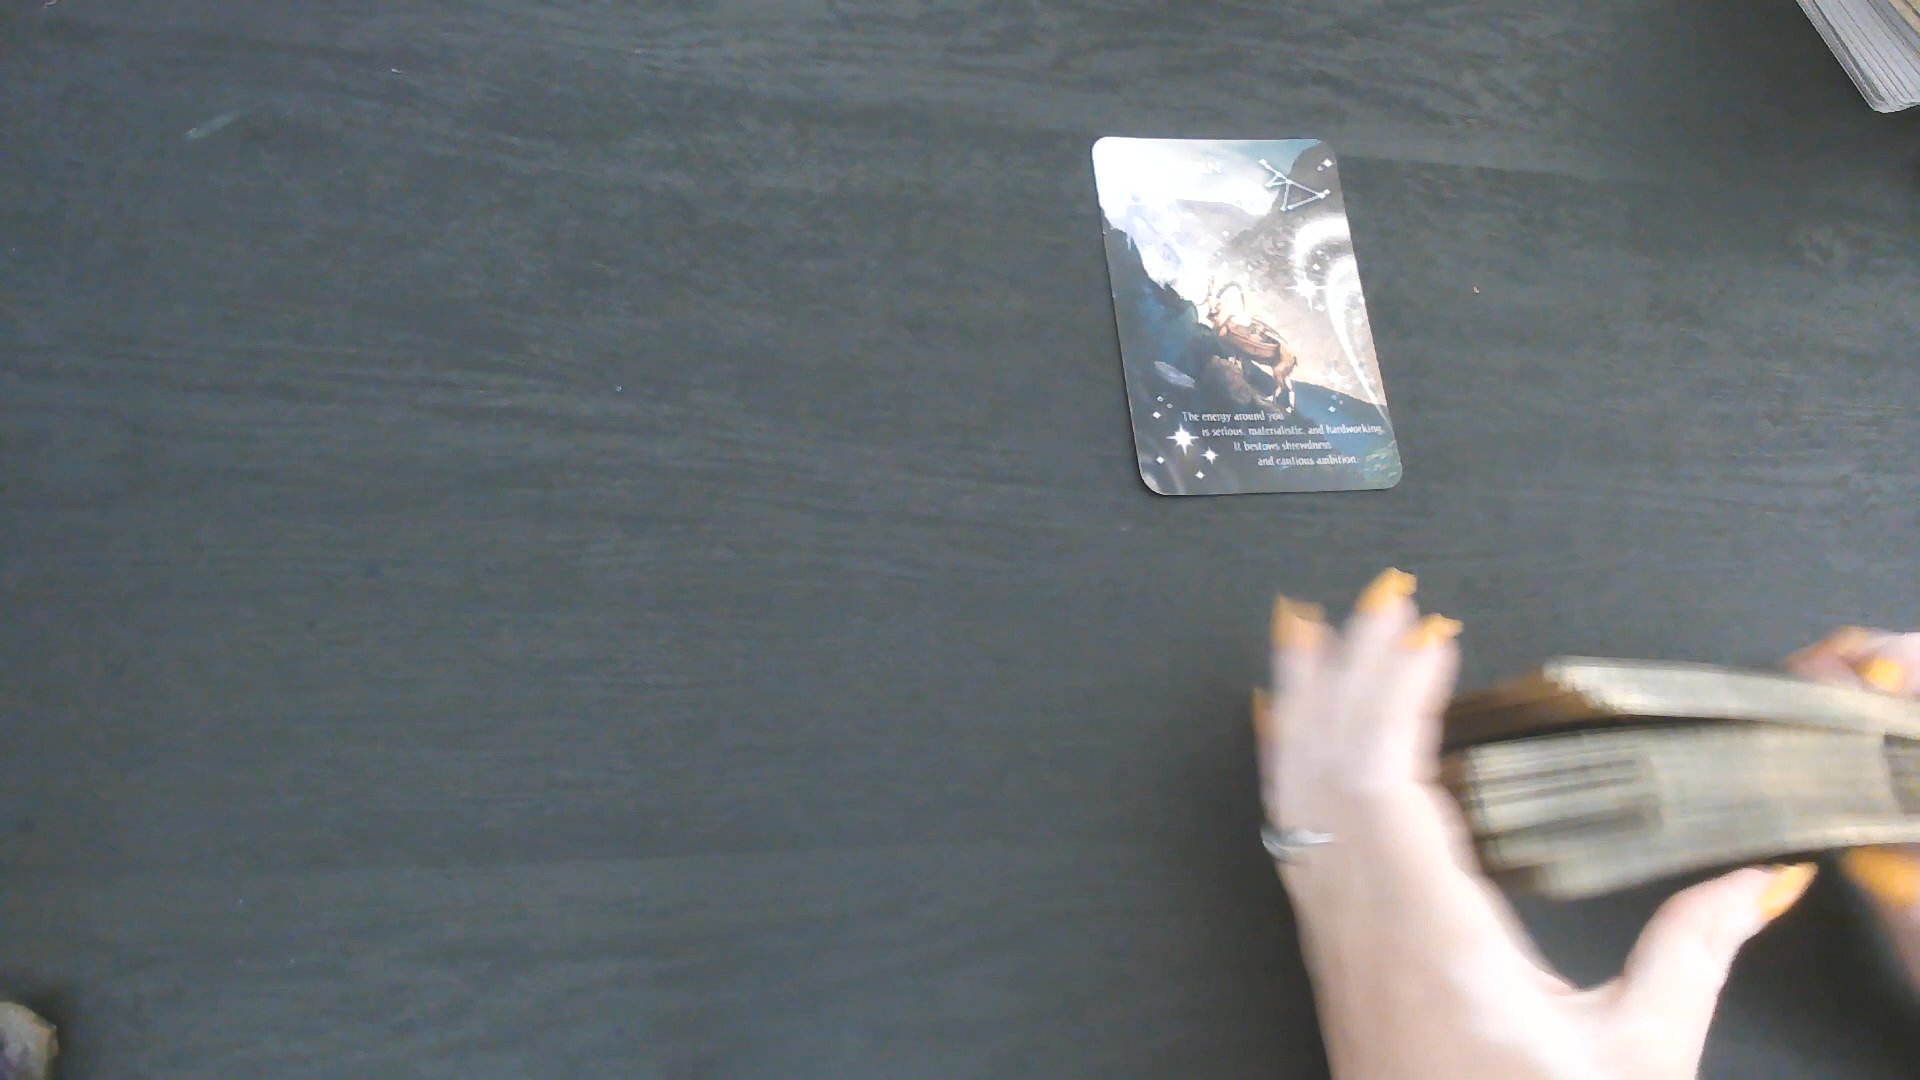 The energy around you
is serious, materialistic, and hardworking.
It bestows shrewdness
and cautious ambition.